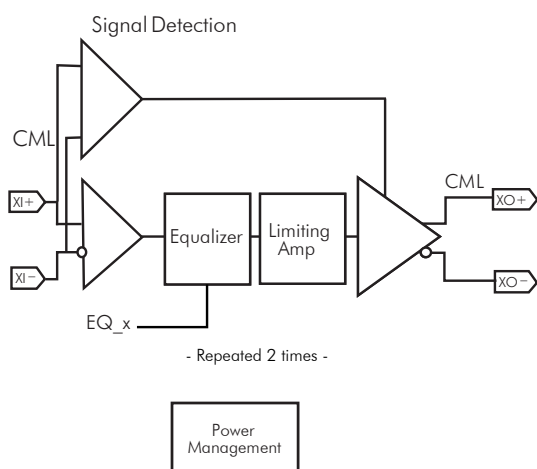 Signal Detection
CML
XI+
XI−
Equalizer
Limiting
Amp
CML
XO+
XO−
EQ_x
- Repeated 2 times -
Power
Management